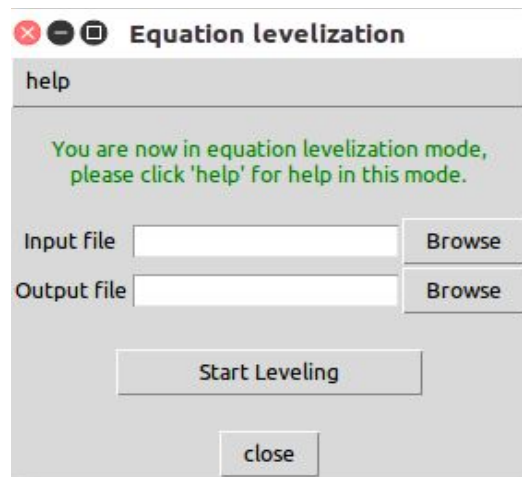 Equation levelization
help
You are now in equation levelization mode,
please click 'help' for help in this mode.
Input file Browse
Output file Browse
Start Leveling
close